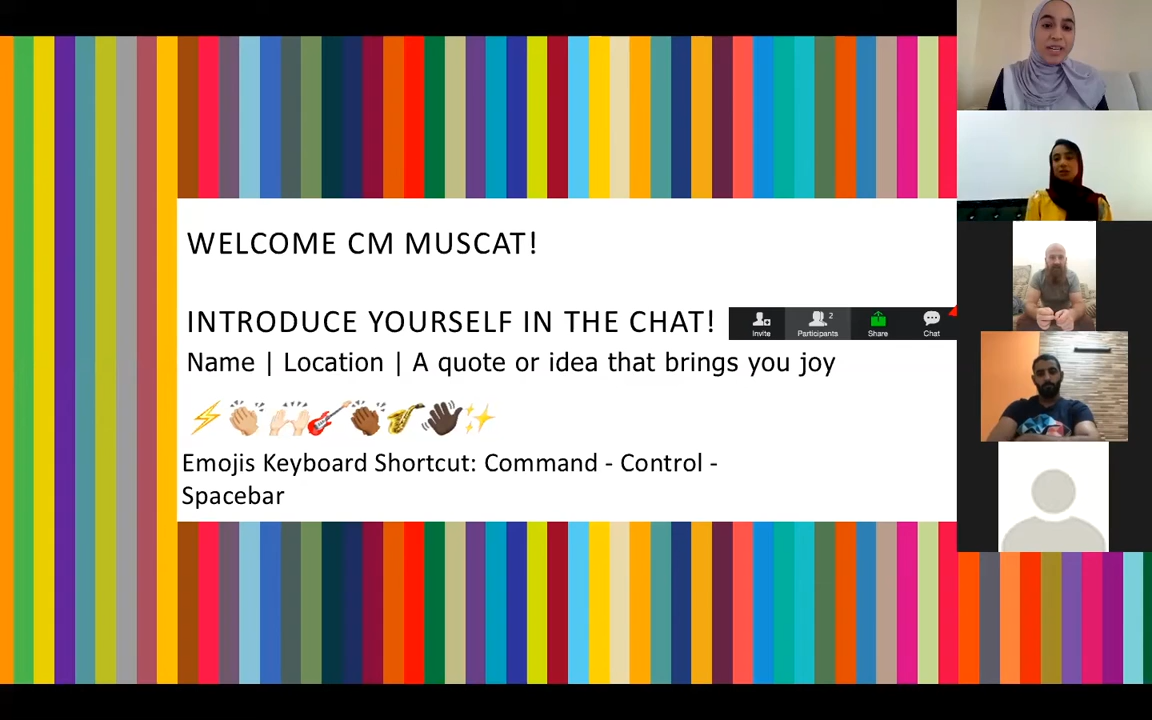 WELCOME CM MUSCAT!
INTRODUCE YOURSELF IN THE CHAT!
Invite
Participants
2
Share
Chat
Name | Location | A quote or idea that brings you joy
Emojis Keyboard Shortcut: Command - Control -
Spacebar